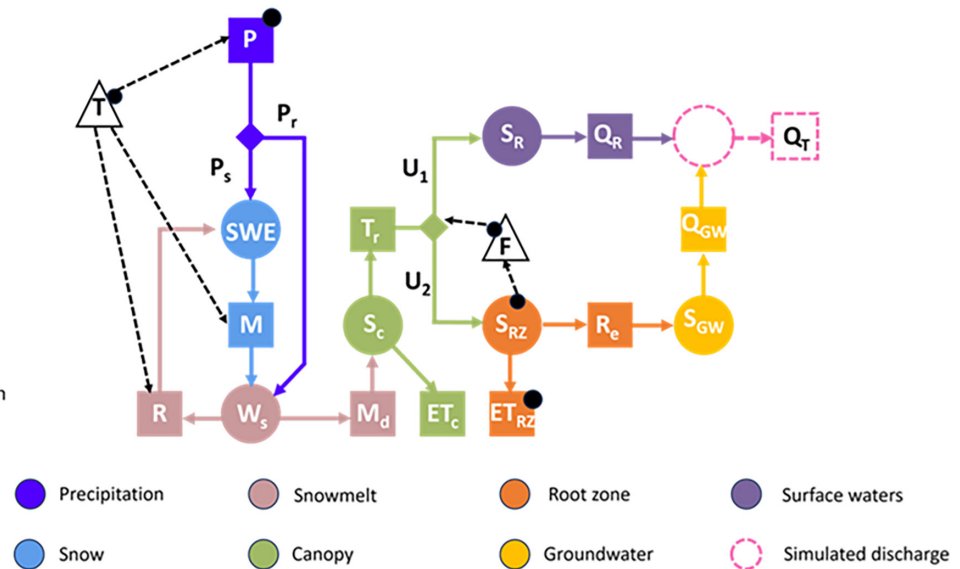 P
T
Pr
Ps
SR
QR
QT
U1
SWE
Tr
F
QGW
U2
M
Sc
SRZ
Re
SGW
n
R
Ws
Md
ETc
ETRZ
Precipitation
Snowmelt
Root zone
Surface waters
Snow
Canopy
Groundwater
Simulated discharge